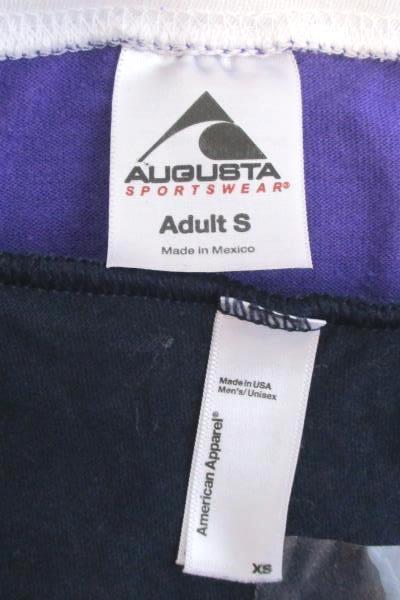 AUGUSTA
SPORTSWEAR®
Adult S
Made in Mexico
Made in USA
Men's/Unisex
American Apparel®
XS